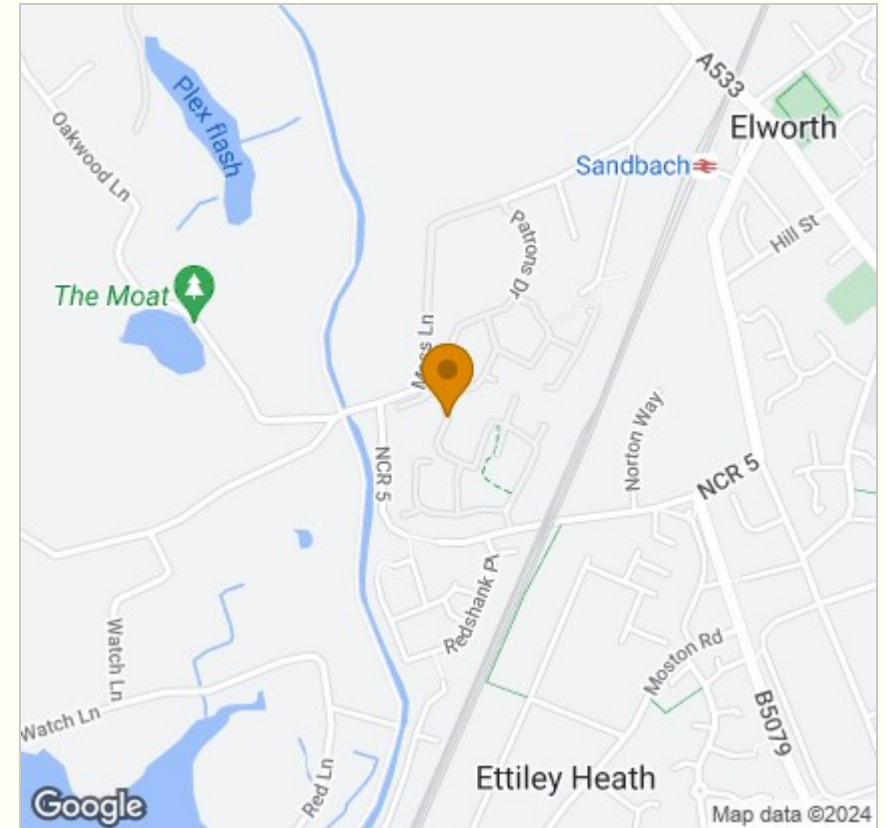 Plex flash
Oakwood Ln
A533
Elworth
Sandbach
Hill St
Patrons Dr
The Moat
Moss Ln
Norton Way
NCR 5
NCR 5
Redshank Pl
Watch Ln
Watch Ln
Moston Rd
B5079
Red Ln
Ettiley Heath
Google
Map data ©2024